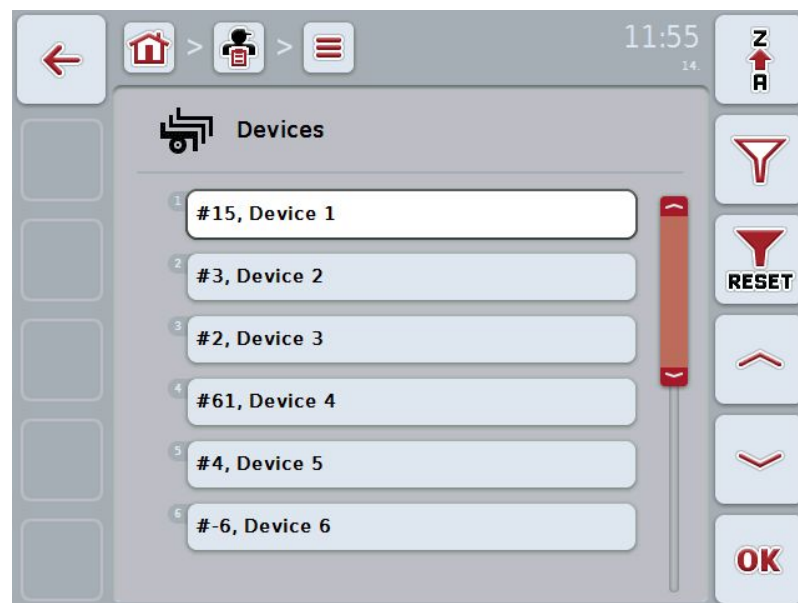 11:55
14.
Z
A
Devices
1
#15, Device 1
2
#3, Device 2
RESET
3
#2, Device 3
4
#61, Device 4
5
#4, Device 5
6
#-6, Device 6
OK